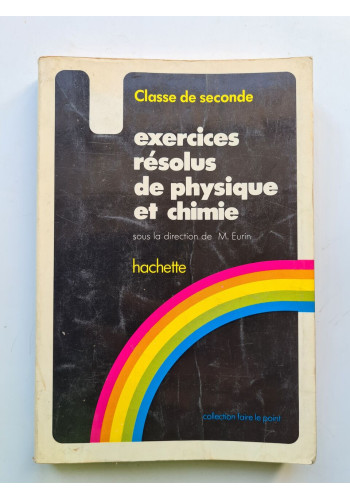 Classe de seconde
exercices
résolus
de physique
et chimie
sous la direction de M. Eurin
hachette
collection faire le point